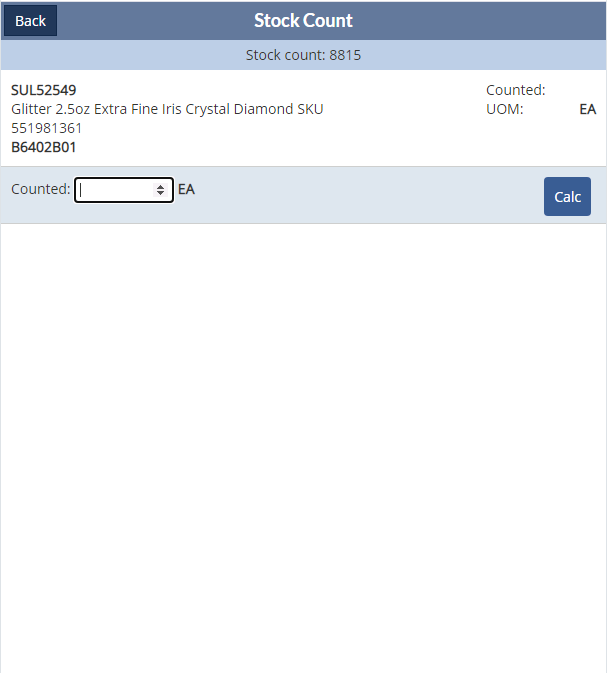 Back
Stock Count
Stock count: 8815
SUL52549
Counted:
Glitter 2.5oz Extra Fine Iris Crystal Diamond SKU
UOM: EA
551981361
B6402B01
Counted: EA
Calc